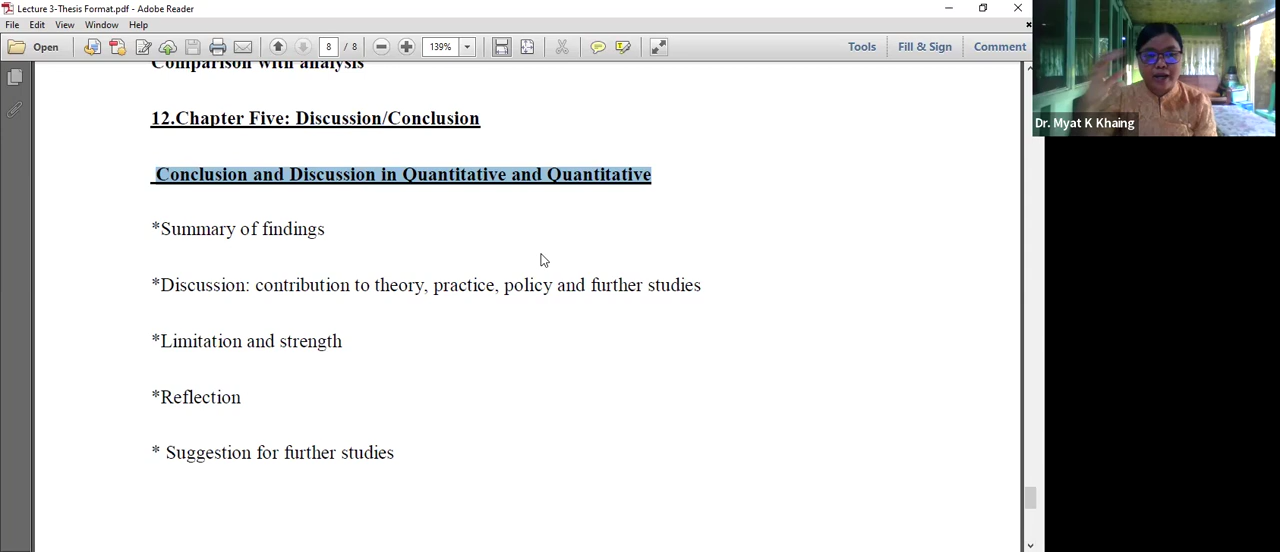 Lecture 3-Thesis Format.pdf - Adobe Reader
File Edit View Window Help
Open 8 / 8 139% Tools Fill & Sign Comment
Comparison with analysis
12.Chapter Five: Discussion/Conclusion
Conclusion and Discussion in Quantitative and Quantitative
*Summary of findings
*Discussion: contribution to theory, practice, policy and further studies
*Limitation and strength
*Reflection
* Suggestion for further studies
Dr. Myat K Khaing